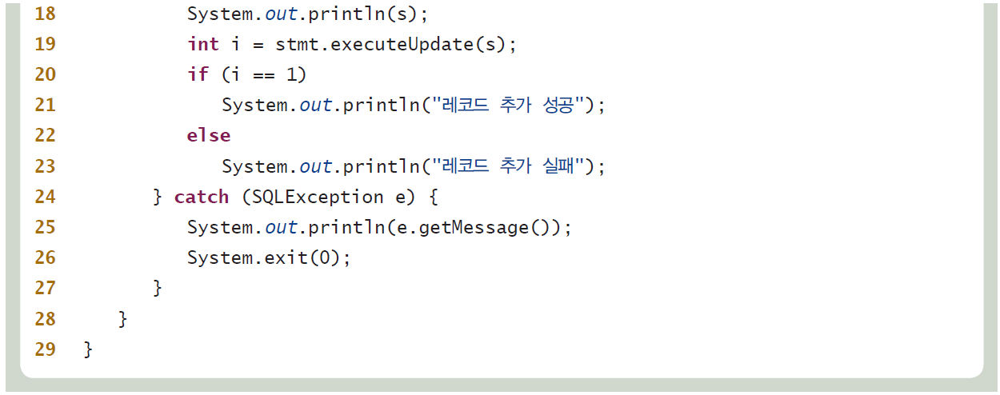 18 System.out.println(s);
19 int i = stmt.executeUpdate(s);
20 if (i == 1)
21 System.out.println("레코드 추가 성공");
22 else
23 System.out.println("레코드 추가 실패");
24 } catch (SQLException e) {
25 System.out.println(e.getMessage());
26 System.exit(0);
27 }
28 }
29 }